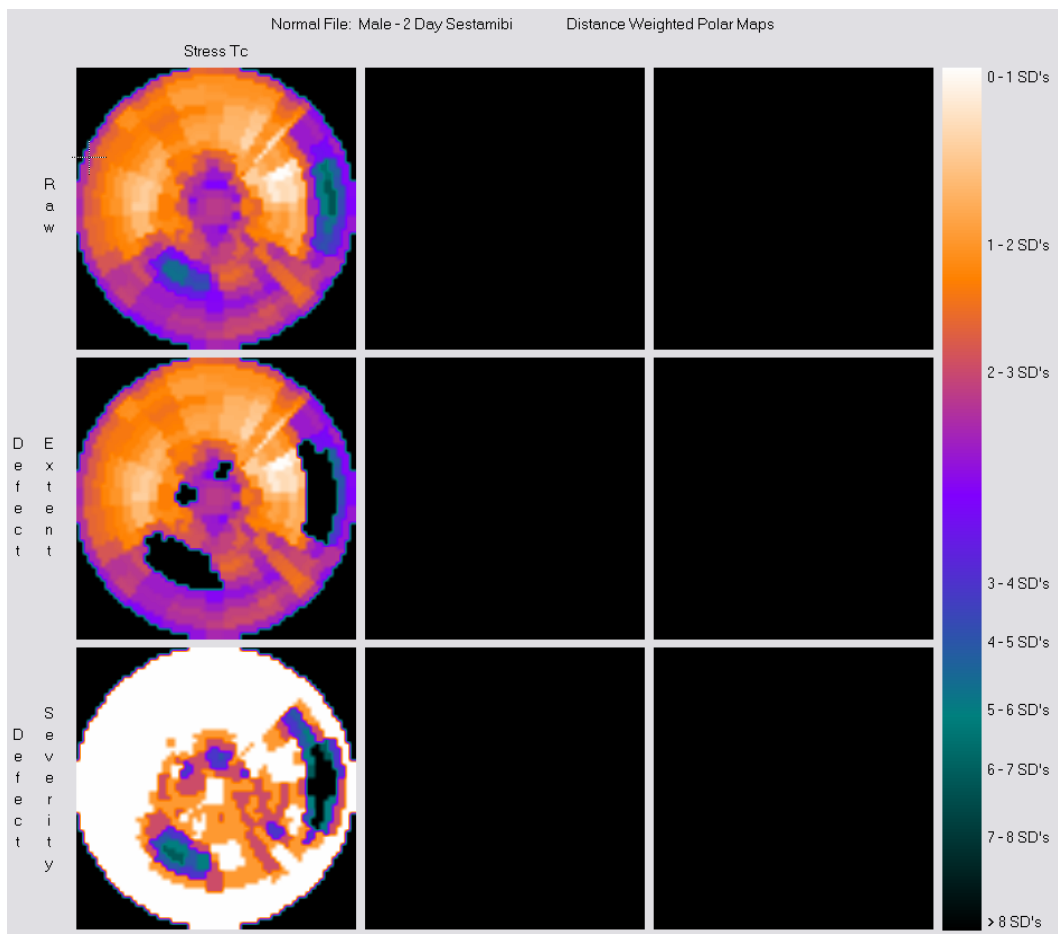 Normal File: Male - 2 Day Sestamibi Distance Weighted Polar Maps
Stress Tc
Raw
Defect Extent
Defect Severity
0 - 1 SD's
1 - 2 SD's
2 - 3 SD's
3 - 4 SD's
4 - 5 SD's
5 - 6 SD's
6 - 7 SD's
7 - 8 SD's
> 8 SD's